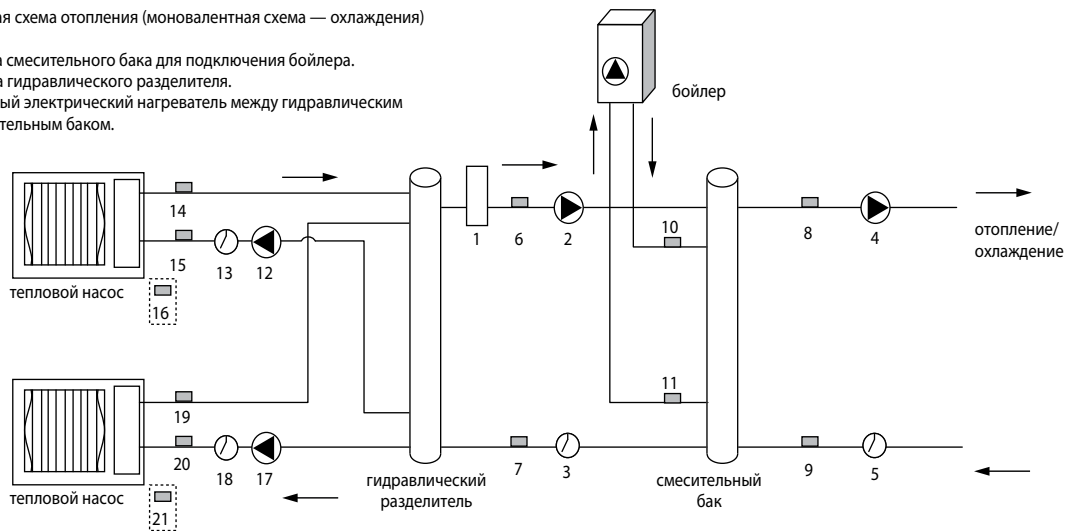 ая схема отопления (моновалентная схема — охлаждения)
а смесительного бака для подключения бойлера.
а гидравлического разделителя.
ный электрический нагреватель между гидравлическим
тельным баком.
бойлер
14
15
13
12
16
тепловой насос
1
6
2
10
8
4
отопление/
охлаждение
11
19
20
18
17
21
тепловой насос
гидравлический
разделитель
7
3
смесительный
бак
9
5